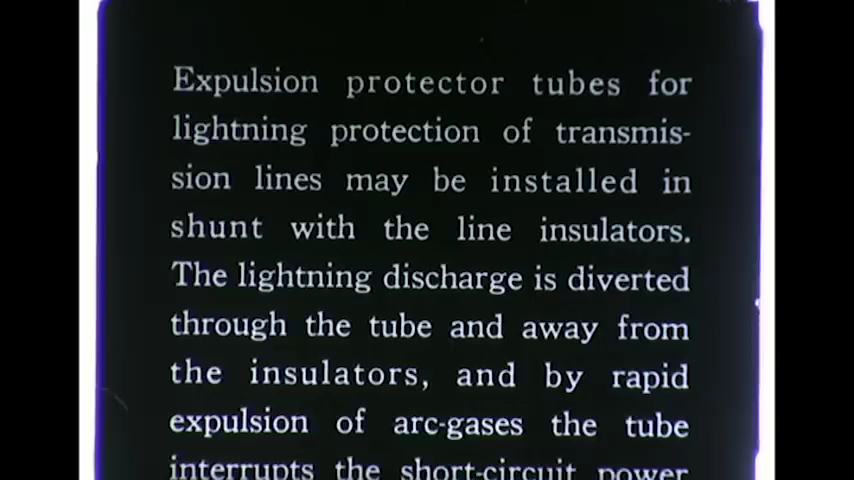 Expulsion protector tubes for
lightning protection of transmis-
sion lines may be installed in
shunt with the line insulators.
The lightning discharge is diverted
through the tube and away from
the insulators, and by rapid
expulsion of arc-gases the tube
interrupts the short-circuit power